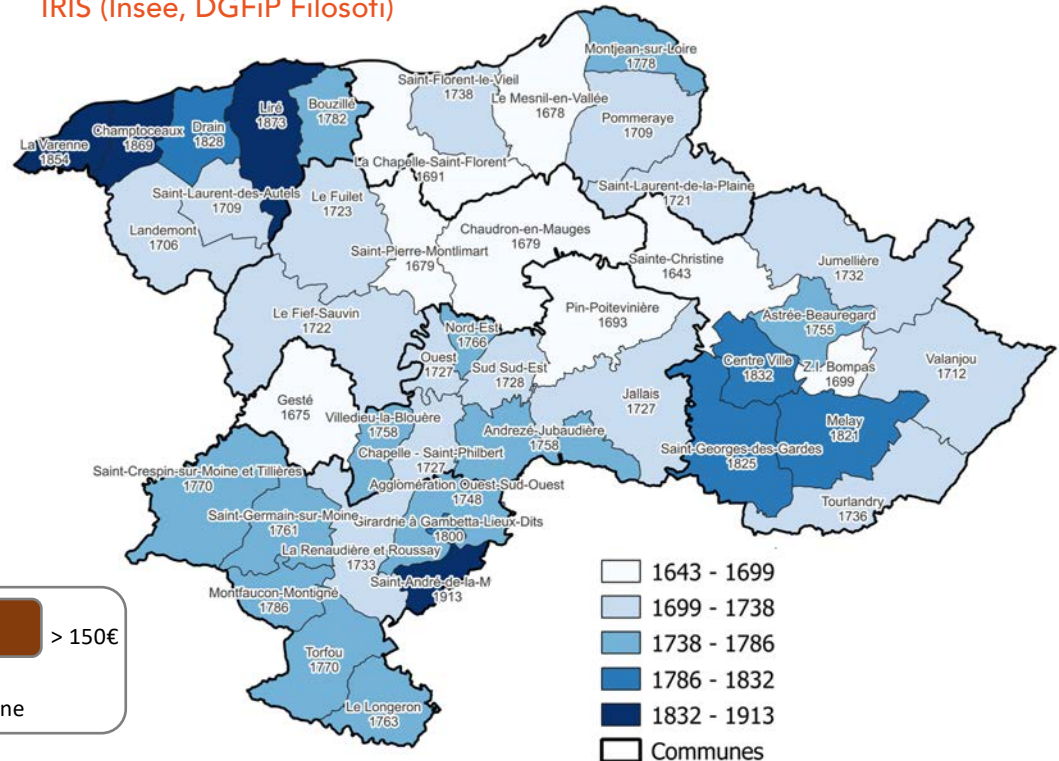 IRIS (Insee, DGFiP Filosofi)
Montjean-sur-Loire
1778
Saint-Florent-le-Vieil
1738
Le Mesnil-en-Vallée
1678
Liré
1873
Bouzillé
1782
Pommeraye
1709
Champtoceaux
1869
Drain
1828
La Varenne
1854
La Chapelle-Saint-Florent
1691
Saint-Laurent-de-la-Plaine
1721
Saint-Laurent-des-Autels
1709
Le Fuilet
1723
Landemont
1706
Chaudron-en-Mauges
1679
Saint-Pierre-Montlimart
1679
Sainte-Christine
1643
Jumellière
1732
Le Fief-Sauvin
1722
Pin-Poitevinière
1693
Astrée-Beauregard
1755
Nord-Est
1766
Ouest
1727
Sud Sud-Est
1728
Centre Ville
1832
Z.I. Bompas
1699
Valanjou
1712
Gesté
1675
Jallais
1727
Villedieu-la-Blouère
1758
Andrezé-Jubaudière
1758
Melay
1821
Chapelle - Saint-Philbert
1727
Saint-Georges-des-Gardes
1825
Saint-Crespin-sur-Moine et Tillières
1770
Agglomération Ouest-Sud-Ouest
1748
Tourlandry
1736
Saint-Germain-sur-Moine
1761
Girardrie à Gambetta-Lieux-Dits
1800
La Renaudière et Roussay
1733
Saint-André-de-la-M
1913
Montfaucon-Montigné
1786
Torfou
1770
Le Longeron
1763
> 150€
ne
1643 - 1699
1699 - 1738
1738 - 1786
1786 - 1832
1832 - 1913
Communes